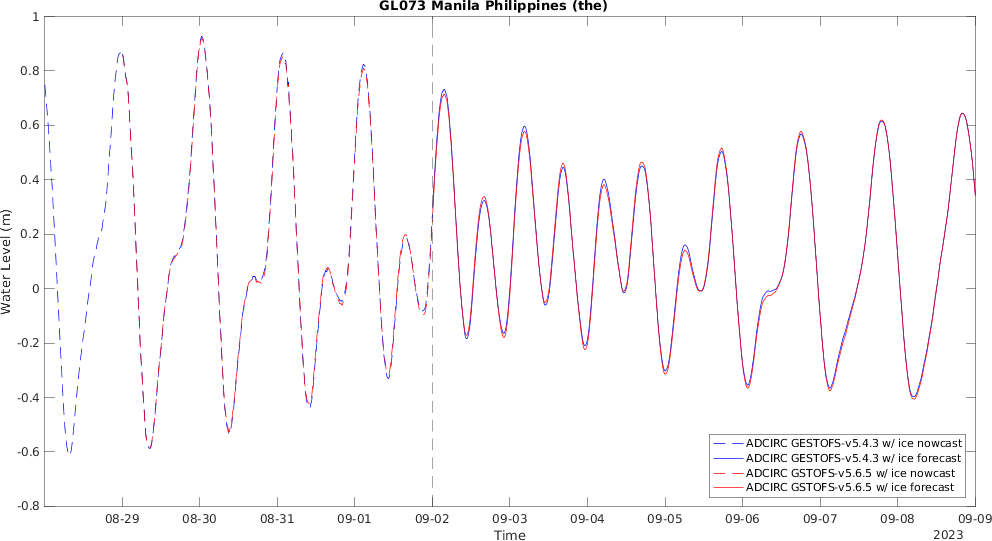 GL073 Manila Philippines (the)
Water Level (m)
1
0.8
0.6
0.4
0.2
0
-0.2
-0.4
-0.6
-0.8
ADCIRC GESTOFS-v5.4.3 w/ ice nowcast
ADCIRC GESTOFS-v5.4.3 w/ ice forecast
ADCIRC GSTOFS-v5.6.5 w/ ice nowcast
ADCIRC GSTOFS-v5.6.5 w/ ice forecast
08-29 08-30 08-31 09-01 09-02 09-03 09-04 09-05 09-06 09-07 09-08 09-09
Time
2023